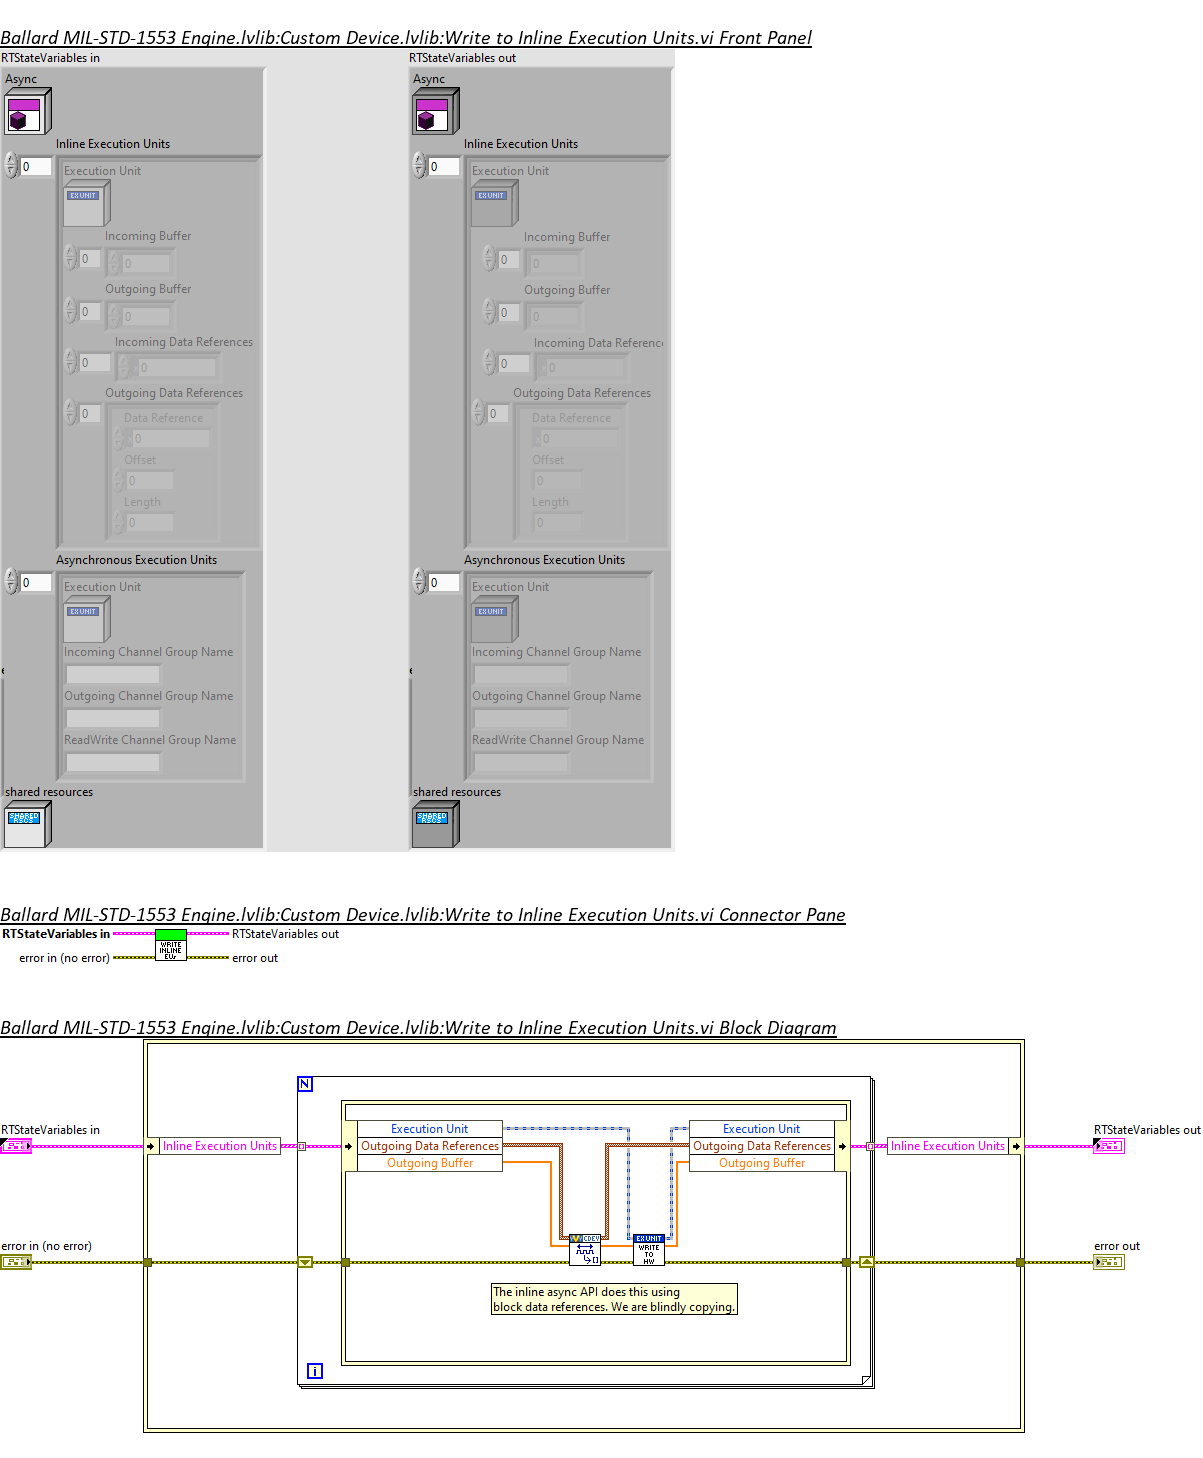 Ballard MIL-STD-1553 Engine.lvlib:Custom Device.lvlib:Write to Inline Execution Units.vi Front Panel
RTStateVariables in
Async
Inline Execution Units
0
Execution Unit
EX UNIT
Incoming Buffer
0
0
Outgoing Buffer
0
0
Incoming Data References
0
0
Outgoing Data References
0
Data Reference
0
Offset
0
Length
0
Asynchronous Execution Units
0
Execution Unit
EX UNIT
Incoming Channel Group Name
Outgoing Channel Group Name
ReadWrite Channel Group Name
shared resources
SHARED
RSCS
RTStateVariables out
Async
Inline Execution Units
0
Execution Unit
EX UNIT
Incoming Buffer
0
0
Outgoing Buffer
0
0
Incoming Data Referenc
0
0
Outgoing Data References
0
Data Reference
0
Offset
0
Length
0
Asynchronous Execution Units
0
Execution Unit
EX UNIT
Incoming Channel Group Name
Outgoing Channel Group Name
ReadWrite Channel Group Name
shared resources
SHARED
RSCS
Ballard MIL-STD-1553 Engine.lvlib:Custom Device.lvlib:Write to Inline Execution Units.vi Connector Pane
RTStateVariables in
RTStateVariables out
WRITE
INLINE
EUs
error in (no error)
error out
Ballard MIL-STD-1553 Engine.lvlib:Custom Device.lvlib:Write to Inline Execution Units.vi Block Diagram
N
RTStateVariables in
Inline Execution Units
Execution Unit
Outgoing Data References
Outgoing Buffer
Execution Unit
Outgoing Data References
Outgoing Buffer
Inline Execution Units
RTStateVariables out
error in (no error)
CDEV
EX UNIT
WRITE
TO
HW
error out
The inline async API does this using
block data references. We are blindly copying.
i